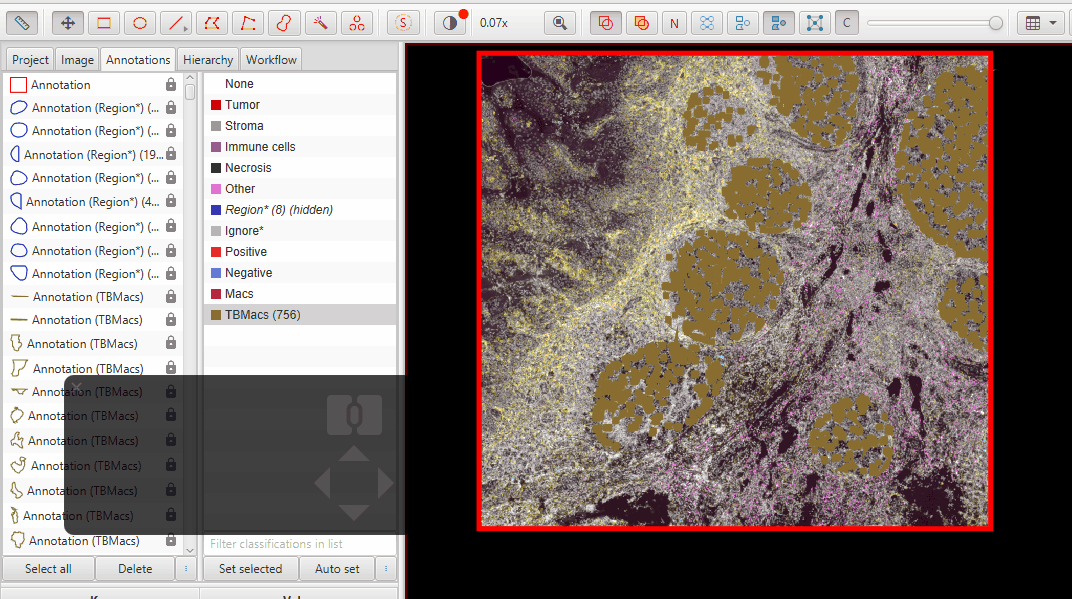 S
0.07x
N
C
Project Image Annotations Hierarchy Workflow
Annotation
Annotation (Region*) (...
Annotation (Region*) (...
Annotation (Region*) (19...
Annotation (Region*) (...
Annotation (Region*) (4...
Annotation (Region*) (...
Annotation (Region*) (...
Annotation (Region*) (...
Annotation (TBMacs)
Annotation (TBMacs)
Annotation (TBMacs)
Annotation (TBMacs)
Annotation (TBMacs)
Annotation (TBMacs)
Annotation (TBMacs)
Annotation (TBMacs)
Annotation (TBMacs)
Annotation (TBMacs)
Annotation (TBMacs)
None
Tumor
Stroma
Immune cells
Necrosis
Other
Region* (8) (hidden)
Ignore*
Positive
Negative
Macs
TBMacs (756)
Filter classifications in list
Select all Delete
Set selected Auto set